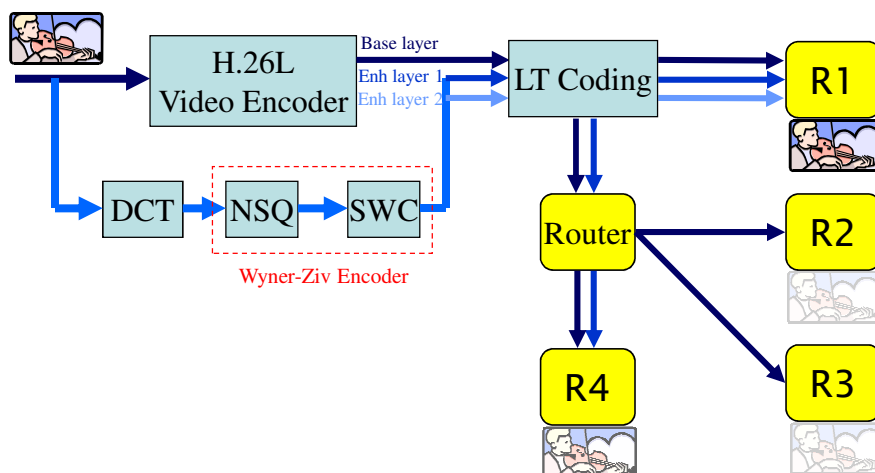 Base layer
H.26L
Video Encoder
Enh layer 1
Enh layer 2
LT Coding
R1
DCT
NSQ
SWC
Wyner-Ziv Encoder
Router
R2
R4
R3